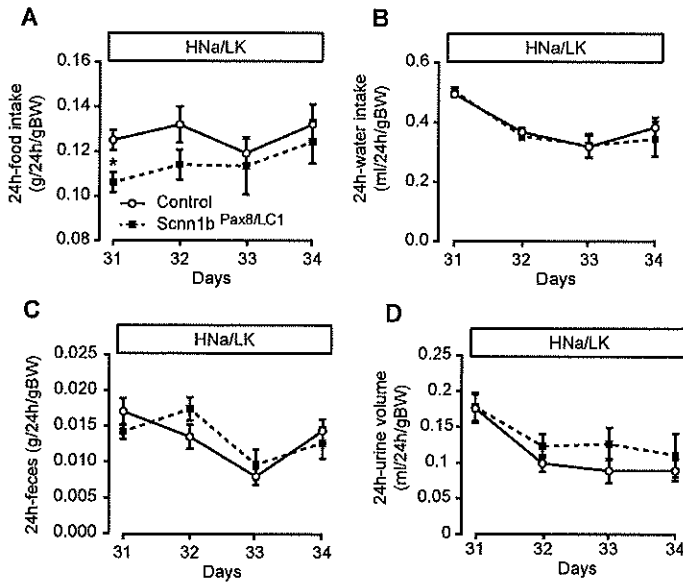 A
HNa/LK
24h-food intake
(g/24h/gBW)
0.16
0.14
0.12
0.10
0.08
*
Control
Scnn1b Pax8/LC1
31 32 33 34
Days
B
HNa/LK
24h-water intake
(ml/24h/gBW)
0.6
0.4
0.2
0.0
31 32 33 34
Days
C
HNa/LK
24h-feces (g/24h/gBW)
0.025
0.020
0.015
0.010
0.005
0.000
31 32 33 34
Days
D
HNa/LK
24h-urine volume
(ml/24h/gBW)
0.25
0.2
0.15
0.1
0.05
0
31 32 33 34
Days